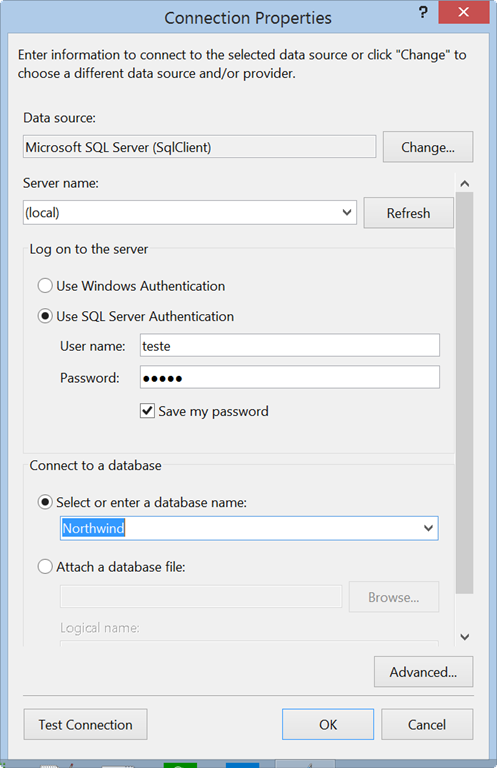 Connection Properties
?
Enter information to connect to the selected data source or click "Change" to
choose a different data source and/or provider.
Data source:
Microsoft SQL Server (SqlClient)
Change...
Server name:
(local)
Refresh
Log on to the server
Use Windows Authentication
Use SQL Server Authentication
User name:
teste
Password:
●●●●●
Save my password
Connect to a database
Select or enter a database name:
Northwind
Attach a database file:
Browse...
Logical name:
Advanced...
Test Connection
OK
Cancel